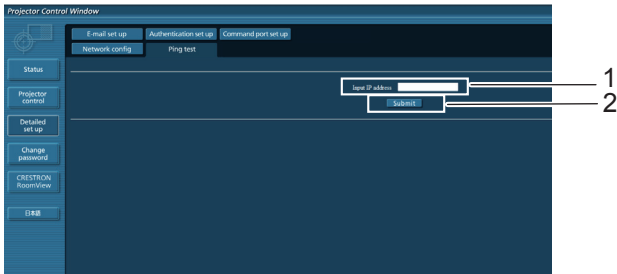 Projector Control Window
E-mail set up Authentication set up Command port set up
Network config Ping test
Status
Projector
control
Detailed
set up
Change
password
CRESTRON
RoomView
日本語
Input IP address
Submit
1
2